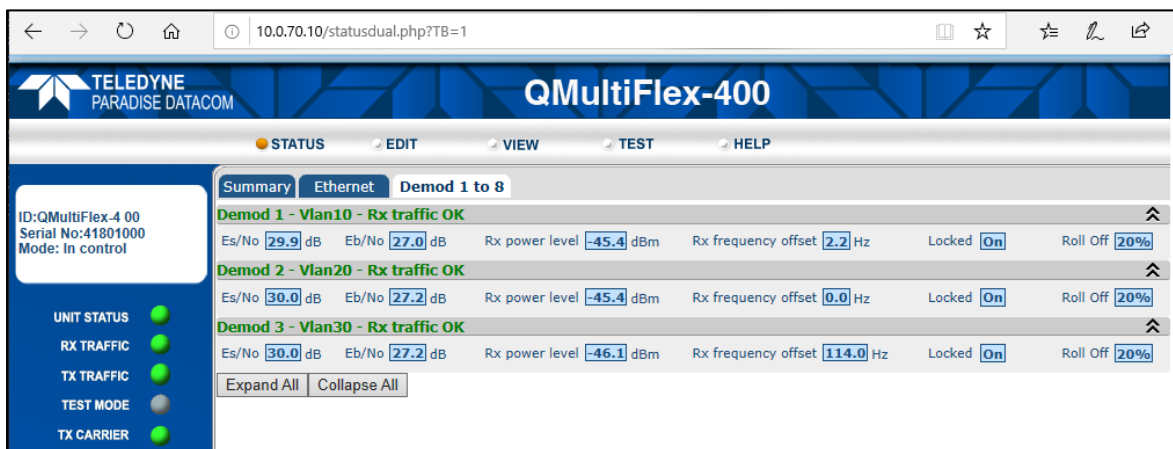 10.0.70.10/statusdual.php?TB=1
TELEDYNE
PARADISE DATACOM
QMultiFlex-400
STATUS EDIT VIEW TEST HELP
Summary Ethernet Demod 1 to 8
ID:QMultiFlex-4 00
Serial No:41801000
Mode: In control
Demod 1 - Vlan10 - Rx traffic OK
Es/No 29.9 dB Eb/No 27.0 dB Rx power level -45.4 dBm Rx frequency offset 2.2 Hz Locked On Roll Off 20%
Demod 2 - Vlan20 - Rx traffic OK
Es/No 30.0 dB Eb/No 27.2 dB Rx power level -45.4 dBm Rx frequency offset 0.0 Hz Locked On Roll Off 20%
Demod 3 - Vlan30 - Rx traffic OK
Es/No 30.0 dB Eb/No 27.2 dB Rx power level -46.1 dBm Rx frequency offset 114.0 Hz Locked On Roll Off 20%
Expand All Collapse All
UNIT STATUS
RX TRAFFIC
TX TRAFFIC
TEST MODE
TX CARRIER